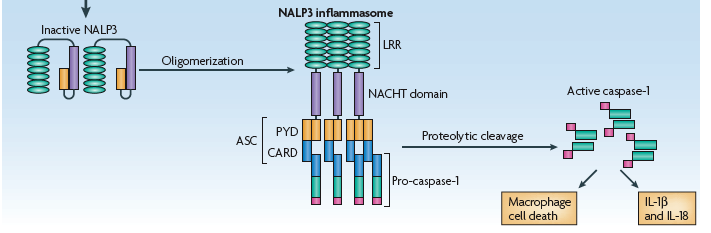 Inactive NALP3
Oligomerization
NALP3 inflammasome
LRR
NACHT domain
ASC
PYD
CARD
Pro-caspase-1
Proteolytic cleavage
Active caspase-1
Macrophage
cell death
IL-1β
and IL-18